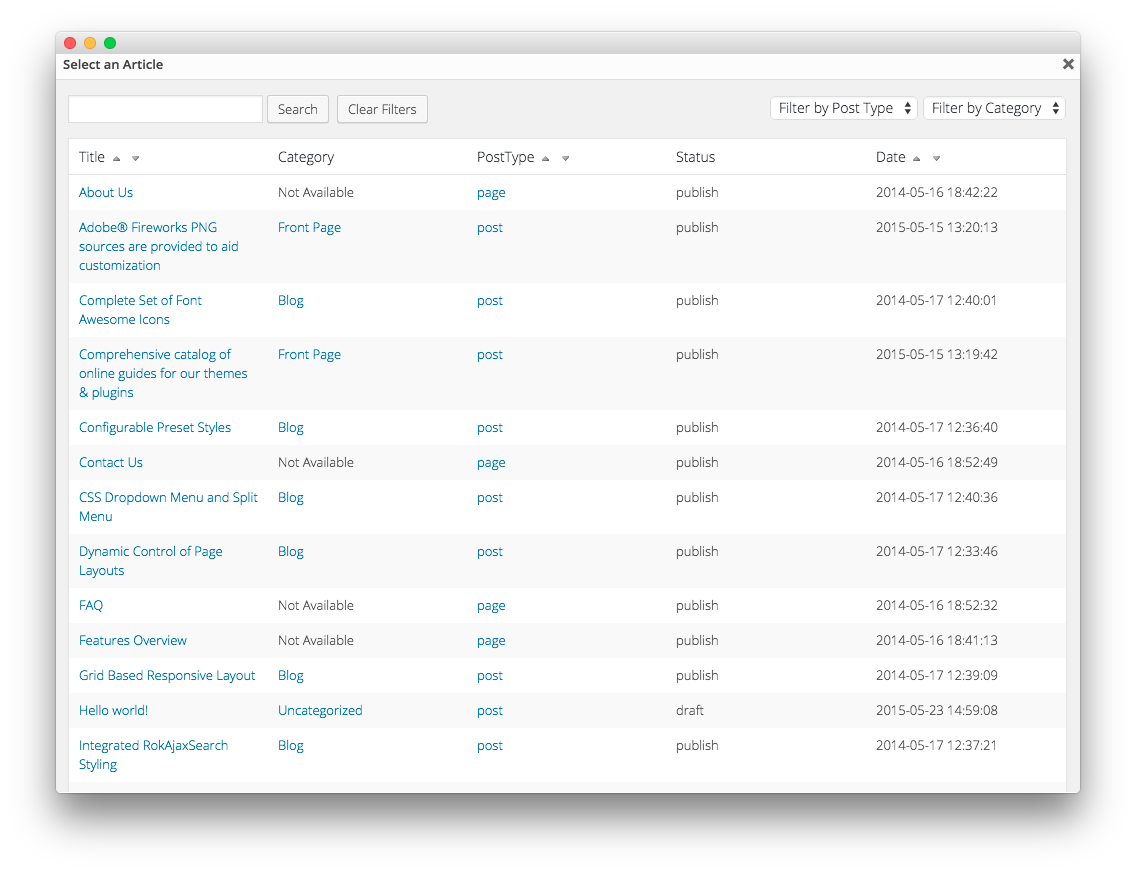 Select an Article
Search Clear Filters Filter by Post Type Filter by Category
Title Category PostType Status Date
About Us Not Available page publish 2014-05-16 18:42:22
Adobe® Fireworks PNG Front Page post publish 2015-05-15 13:20:13
sources are provided to aid
customization
Complete Set of Font Blog post publish 2014-05-17 12:40:01
Awesome Icons
Comprehensive catalog of Front Page post publish 2015-05-15 13:19:42
online guides for our themes
& plugins
Configurable Preset Styles Blog post publish 2014-05-17 12:36:40
Contact Us Not Available page publish 2014-05-16 18:52:49
CSS Dropdown Menu and Split Blog post publish 2014-05-17 12:40:36
Menu
Dynamic Control of Page Blog post publish 2014-05-17 12:33:46
Layouts
FAQ Not Available page publish 2014-05-16 18:52:32
Features Overview Not Available page publish 2014-05-16 18:41:13
Grid Based Responsive Layout Blog post publish 2014-05-17 12:39:09
Hello world! Uncategorized post draft 2015-05-23 14:59:08
Integrated RokAjaxSearch Blog post publish 2014-05-17 12:37:21
Styling